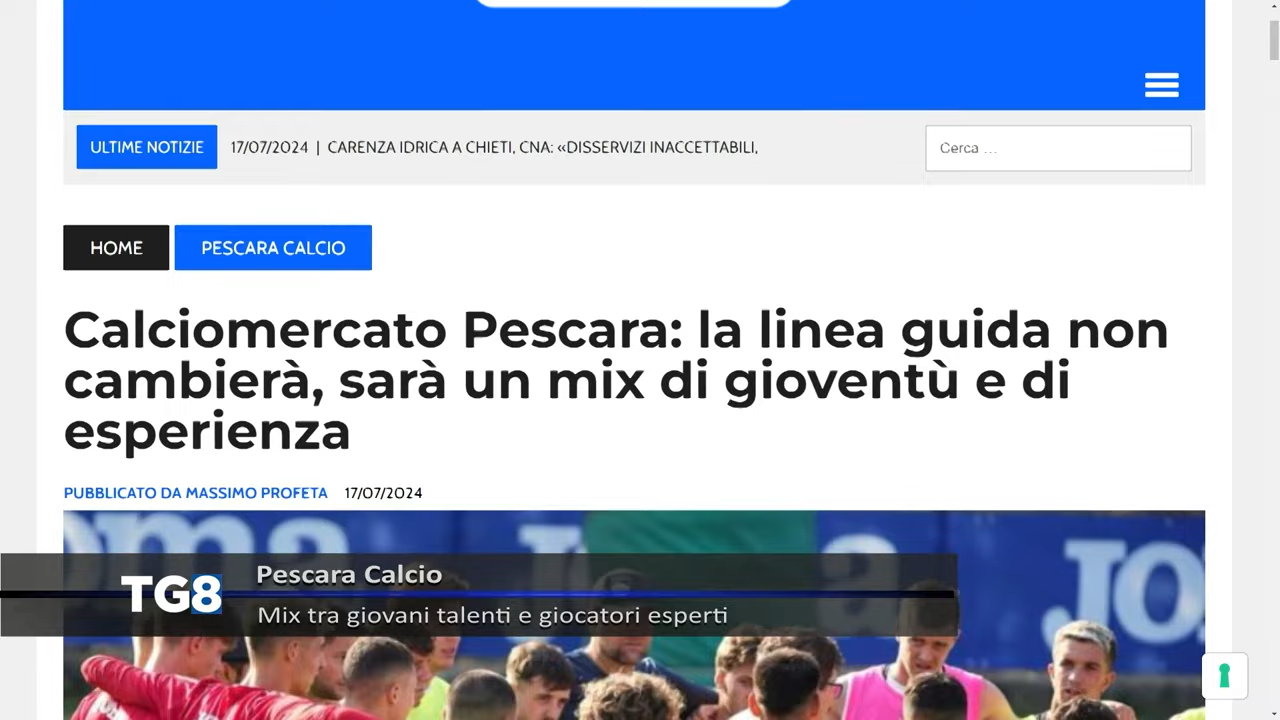 ULTIME NOTIZIE 17/07/2024 | CARENZA IDRICA A CHIETI, CNA: «DISSERVIZI INACCETTABILI, Cerca ...
HOME PESCARA CALCIO
Calciomercato Pescara: la linea guida non
cambierà, sarà un mix di gioventù e di
esperienza
PUBBLICATO DA MASSIMO PROFETA 17/07/2024
Joma
JO
TG8
Pescara Calcio
Mix tra giovani talenti e giocatori esperti